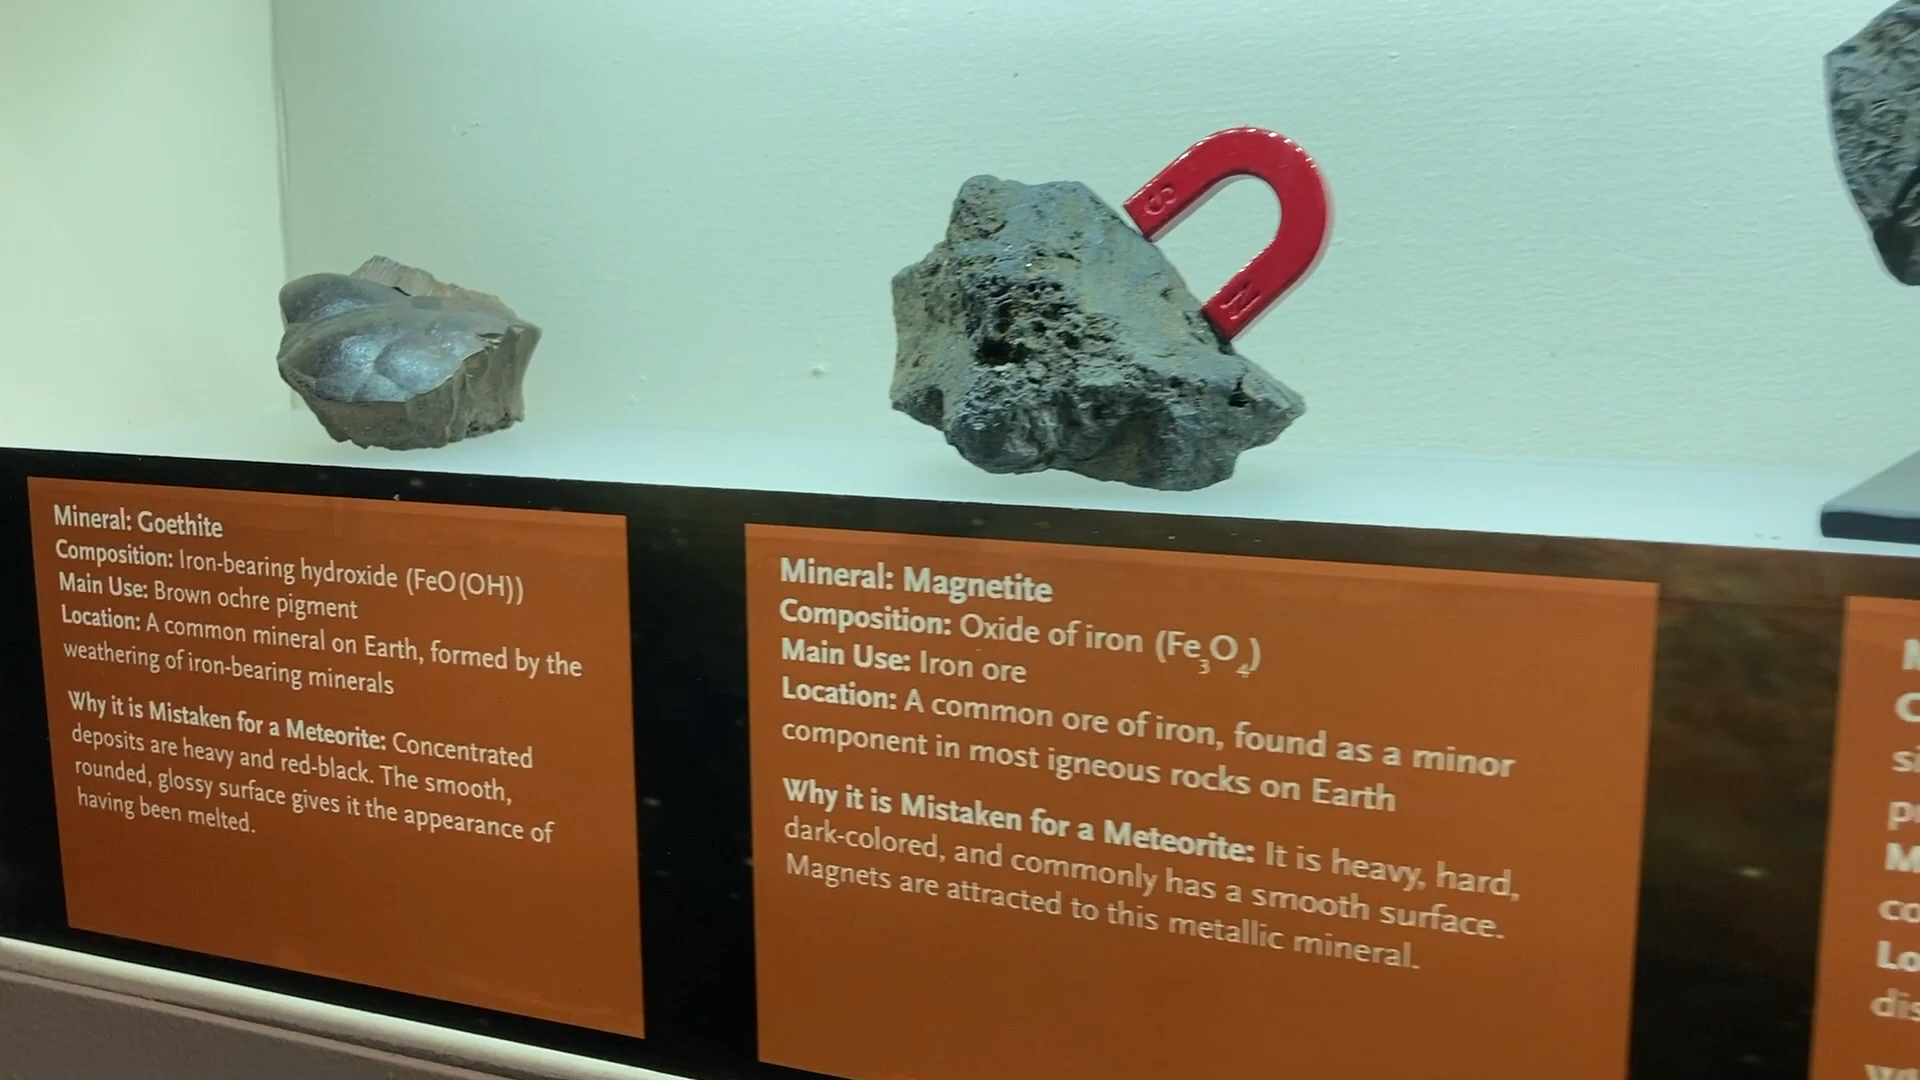 S
N
Mineral: Goethite
Composition: Iron-bearing hydroxide (FeO(OH))
Main Use: Brown ochre pigment
Location: A common mineral on Earth, formed by the
weathering of iron-bearing minerals
Why it is Mistaken for a Meteorite: Concentrated
deposits are heavy and red-black. The smooth,
rounded, glossy surface gives it the appearance of
having been melted.
Mineral: Magnetite
Composition: Oxide of iron (Fe₃O₄)
Main Use: Iron ore
Location: A common ore of iron, found as a minor
component in most igneous rocks on Earth
Why it is Mistaken for a Meteorite: It is heavy, hard,
dark-colored, and commonly has a smooth surface.
Magnets are attracted to this metallic mineral.